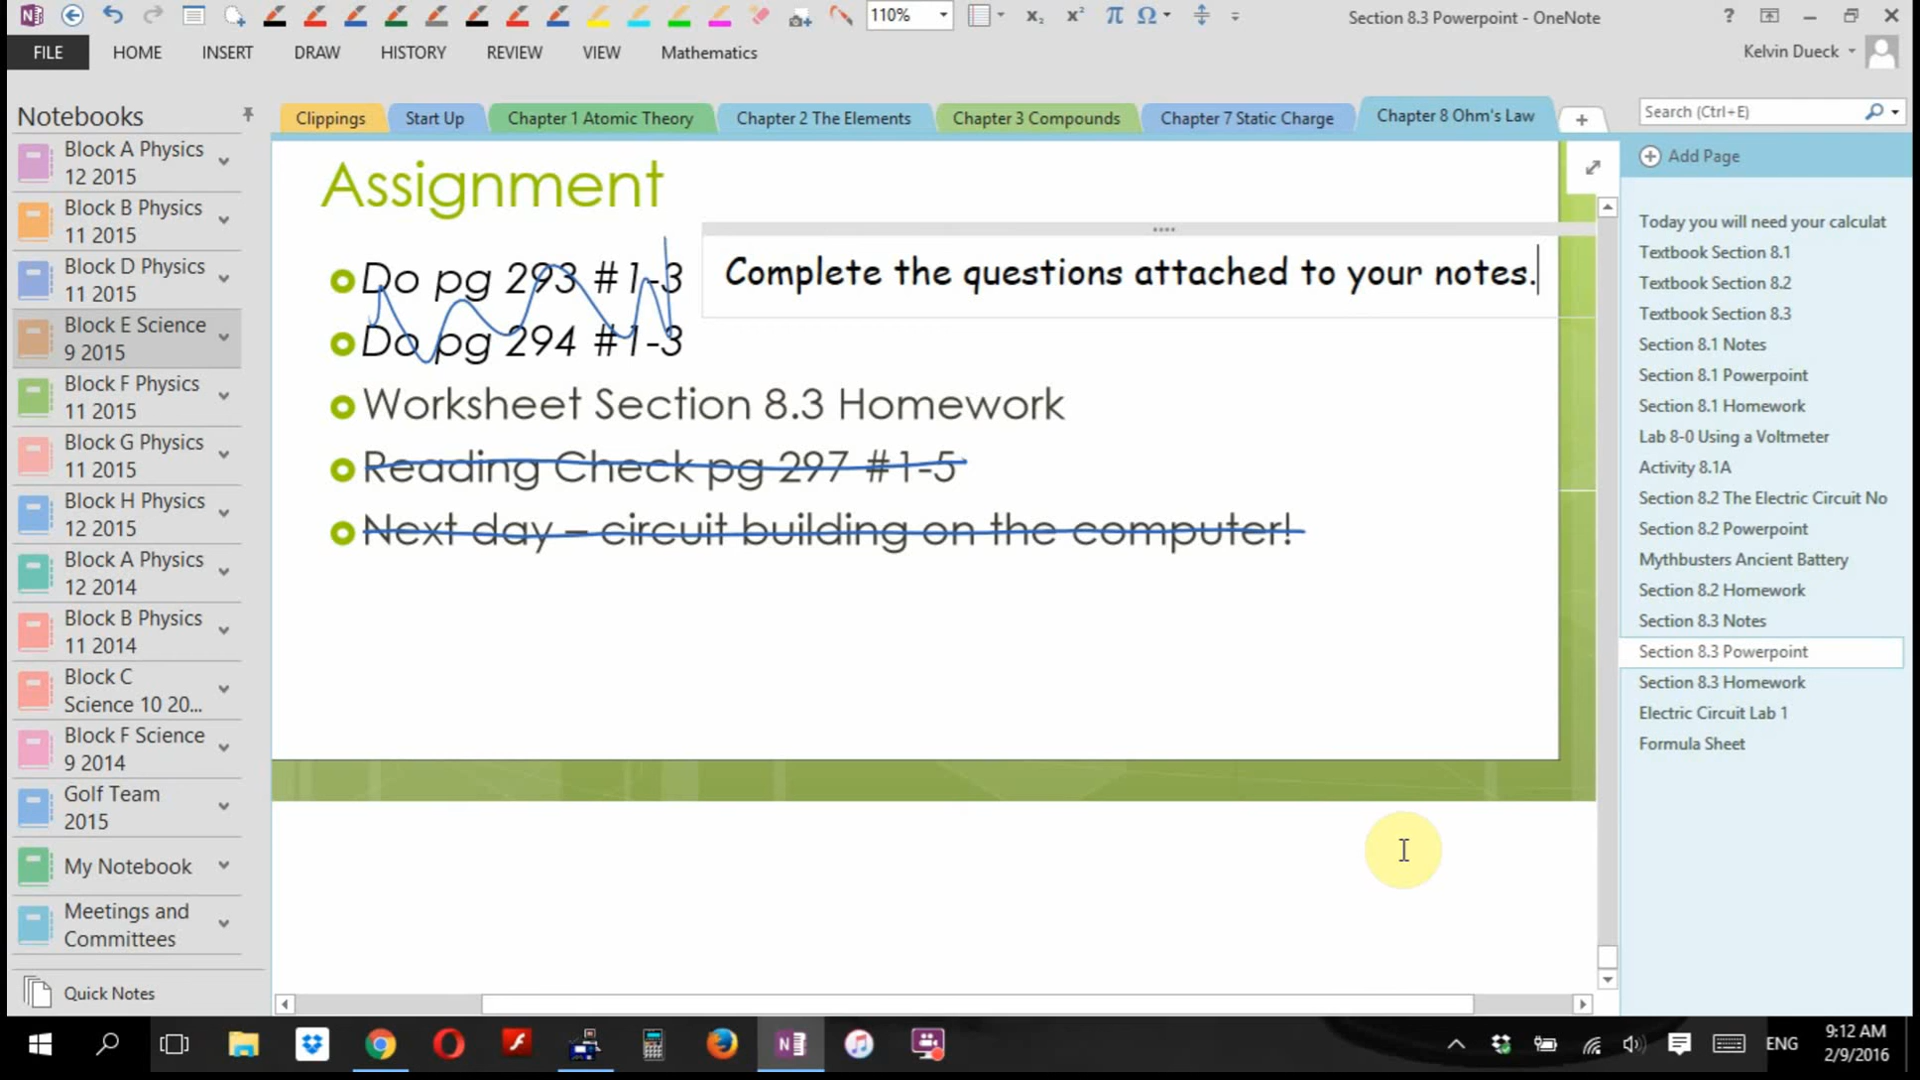 110%
x₂
x²
π
Ω
Section 8.3 Powerpoint - OneNote
?
FILE
HOME
INSERT
DRAW
HISTORY
REVIEW
VIEW
Mathematics
Kelvin Dueck
Notebooks
Clippings
Start Up
Chapter 1 Atomic Theory
Chapter 2 The Elements
Chapter 3 Compounds
Chapter 7 Static Charge
Chapter 8 Ohm's Law
+
Search (Ctrl+E)
Block A Physics
12 2015
Block B Physics
11 2015
Block D Physics
11 2015
Block E Science
9 2015
Block F Physics
11 2015
Block G Physics
11 2015
Block H Physics
12 2015
Block A Physics
12 2014
Block B Physics
11 2014
Block C
Science 10 20...
Block F Science
9 2014
Golf Team
2015
My Notebook
Meetings and
Committees
Quick Notes
Assignment
Do pg 293 #1-3
Complete the questions attached to your notes.
Do pg 294 #1-3
Worksheet Section 8.3 Homework
Reading Check pg 297 #1-5
Next day – circuit building on the computer!
Add Page
Today you will need your calculat
Textbook Section 8.1
Textbook Section 8.2
Textbook Section 8.3
Section 8.1 Notes
Section 8.1 Powerpoint
Section 8.1 Homework
Lab 8-0 Using a Voltmeter
Activity 8.1A
Section 8.2 The Electric Circuit No
Section 8.2 Powerpoint
Mythbusters Ancient Battery
Section 8.2 Homework
Section 8.3 Notes
Section 8.3 Powerpoint
Section 8.3 Homework
Electric Circuit Lab 1
Formula Sheet
N
ENG
9:12 AM
2/9/2016